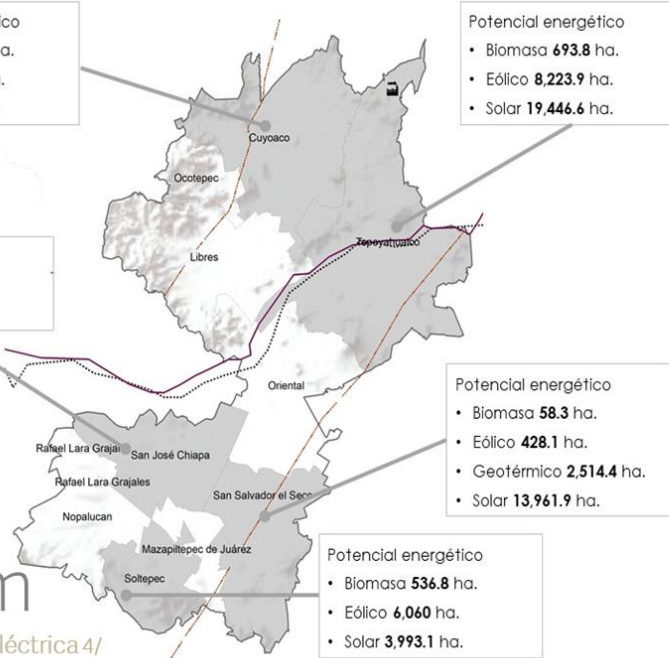 ico
a.
.
Potencial energético
• Biomasa 693.8 ha.
• Eólico 8,223.9 ha.
• Solar 19,446.6 ha.
Cuyoaco
Ocotepec
Libres
Oriental
Potencial energético
• Biomasa 58.3 ha.
• Eólico 428.1 ha.
• Geotérmico 2,514.4 ha.
• Solar 13,961.9 ha.
Rafael Lara Grajal
San José Chiapa
Rafael Lara Grajales
San Salvador el Seco
Nopalucan
Mazapiltepec de Juárez
Soltepec
Potencial energético
• Biomasa 536.8 ha.
• Eólico 6,060 ha.
• Solar 3,993.1 ha.
m
léctrica 4/